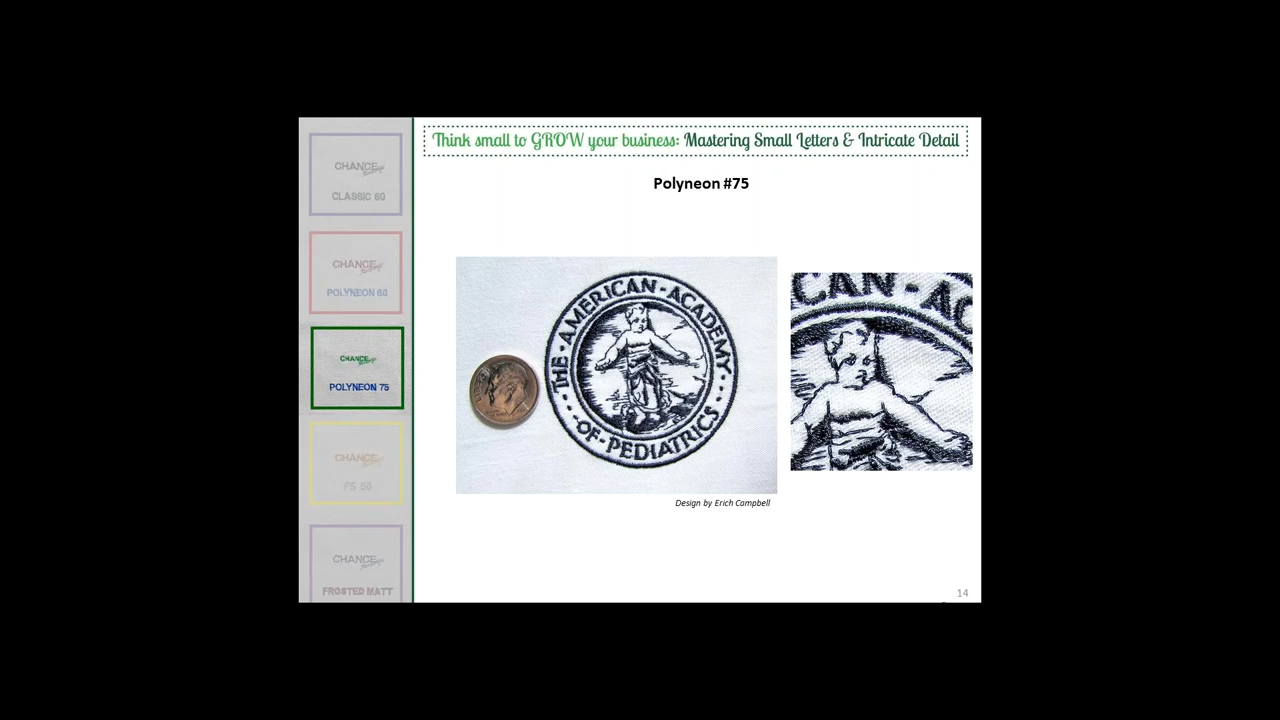 Think small to GROW your business: Mastering Small Letters & Intricate Detail
Polyneon #75
CHANCE
CLASSIC 60
CHANCE
POLYNEON 60
CHANCE
POLYNEON 75
CHANCE
FS 50
CHANCE
FROSTED MATT
THE · AMERICAN - ACADEMY · · ·
· · · -OF- PEDIATRICS
CAN - AC
Design by Erich Campbell
14